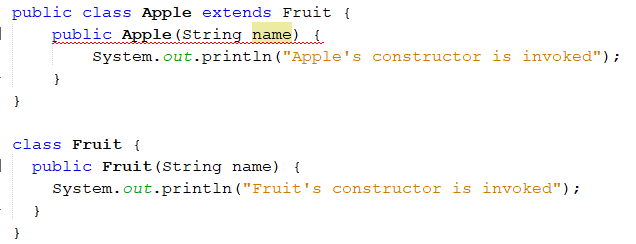 public class Apple extends Fruit {
public Apple(String name) {
System.out.println("Apple's constructor is invoked");
}
}
class Fruit {
public Fruit(String name) {
System.out.println("Fruit's constructor is invoked");
}
}